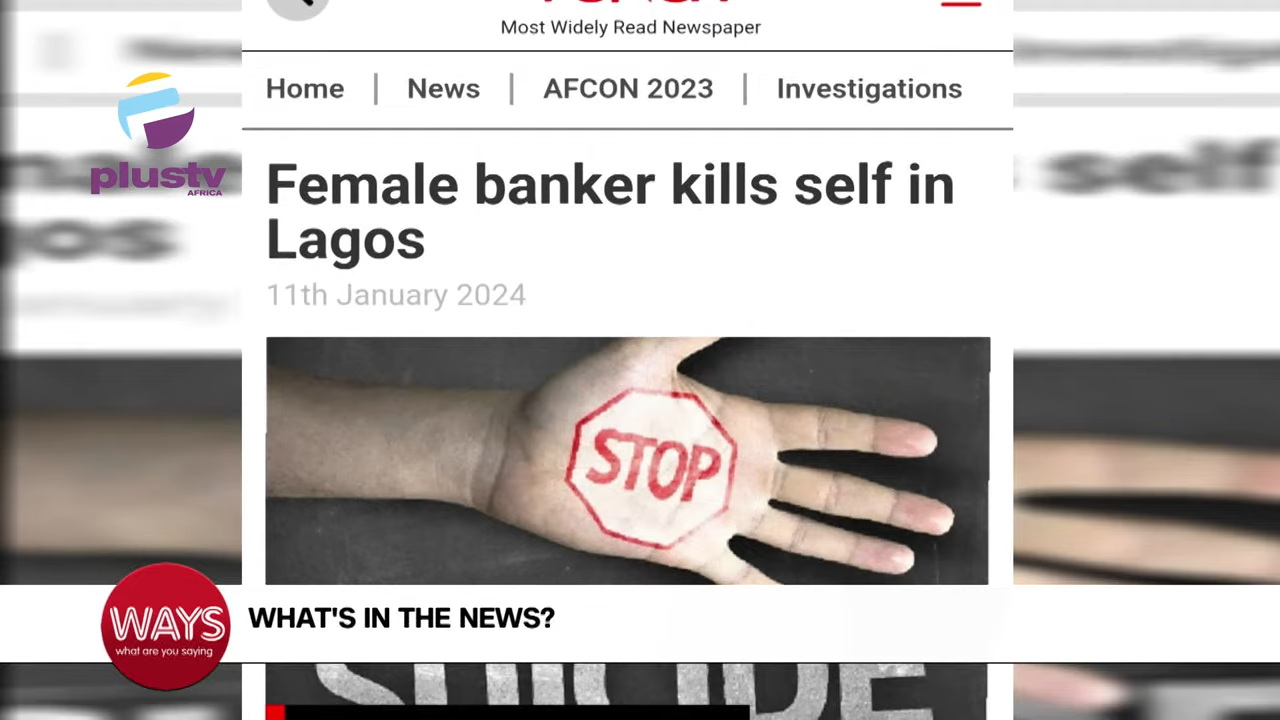 Most Widely Read Newspaper
Home | News | AFCON 2023 | Investigations
plustv
AFRICA
Female banker kills self in
Lagos
11th January 2024
STOP
WAYS
what are you saying
WHAT'S IN THE NEWS?
SUICIDE